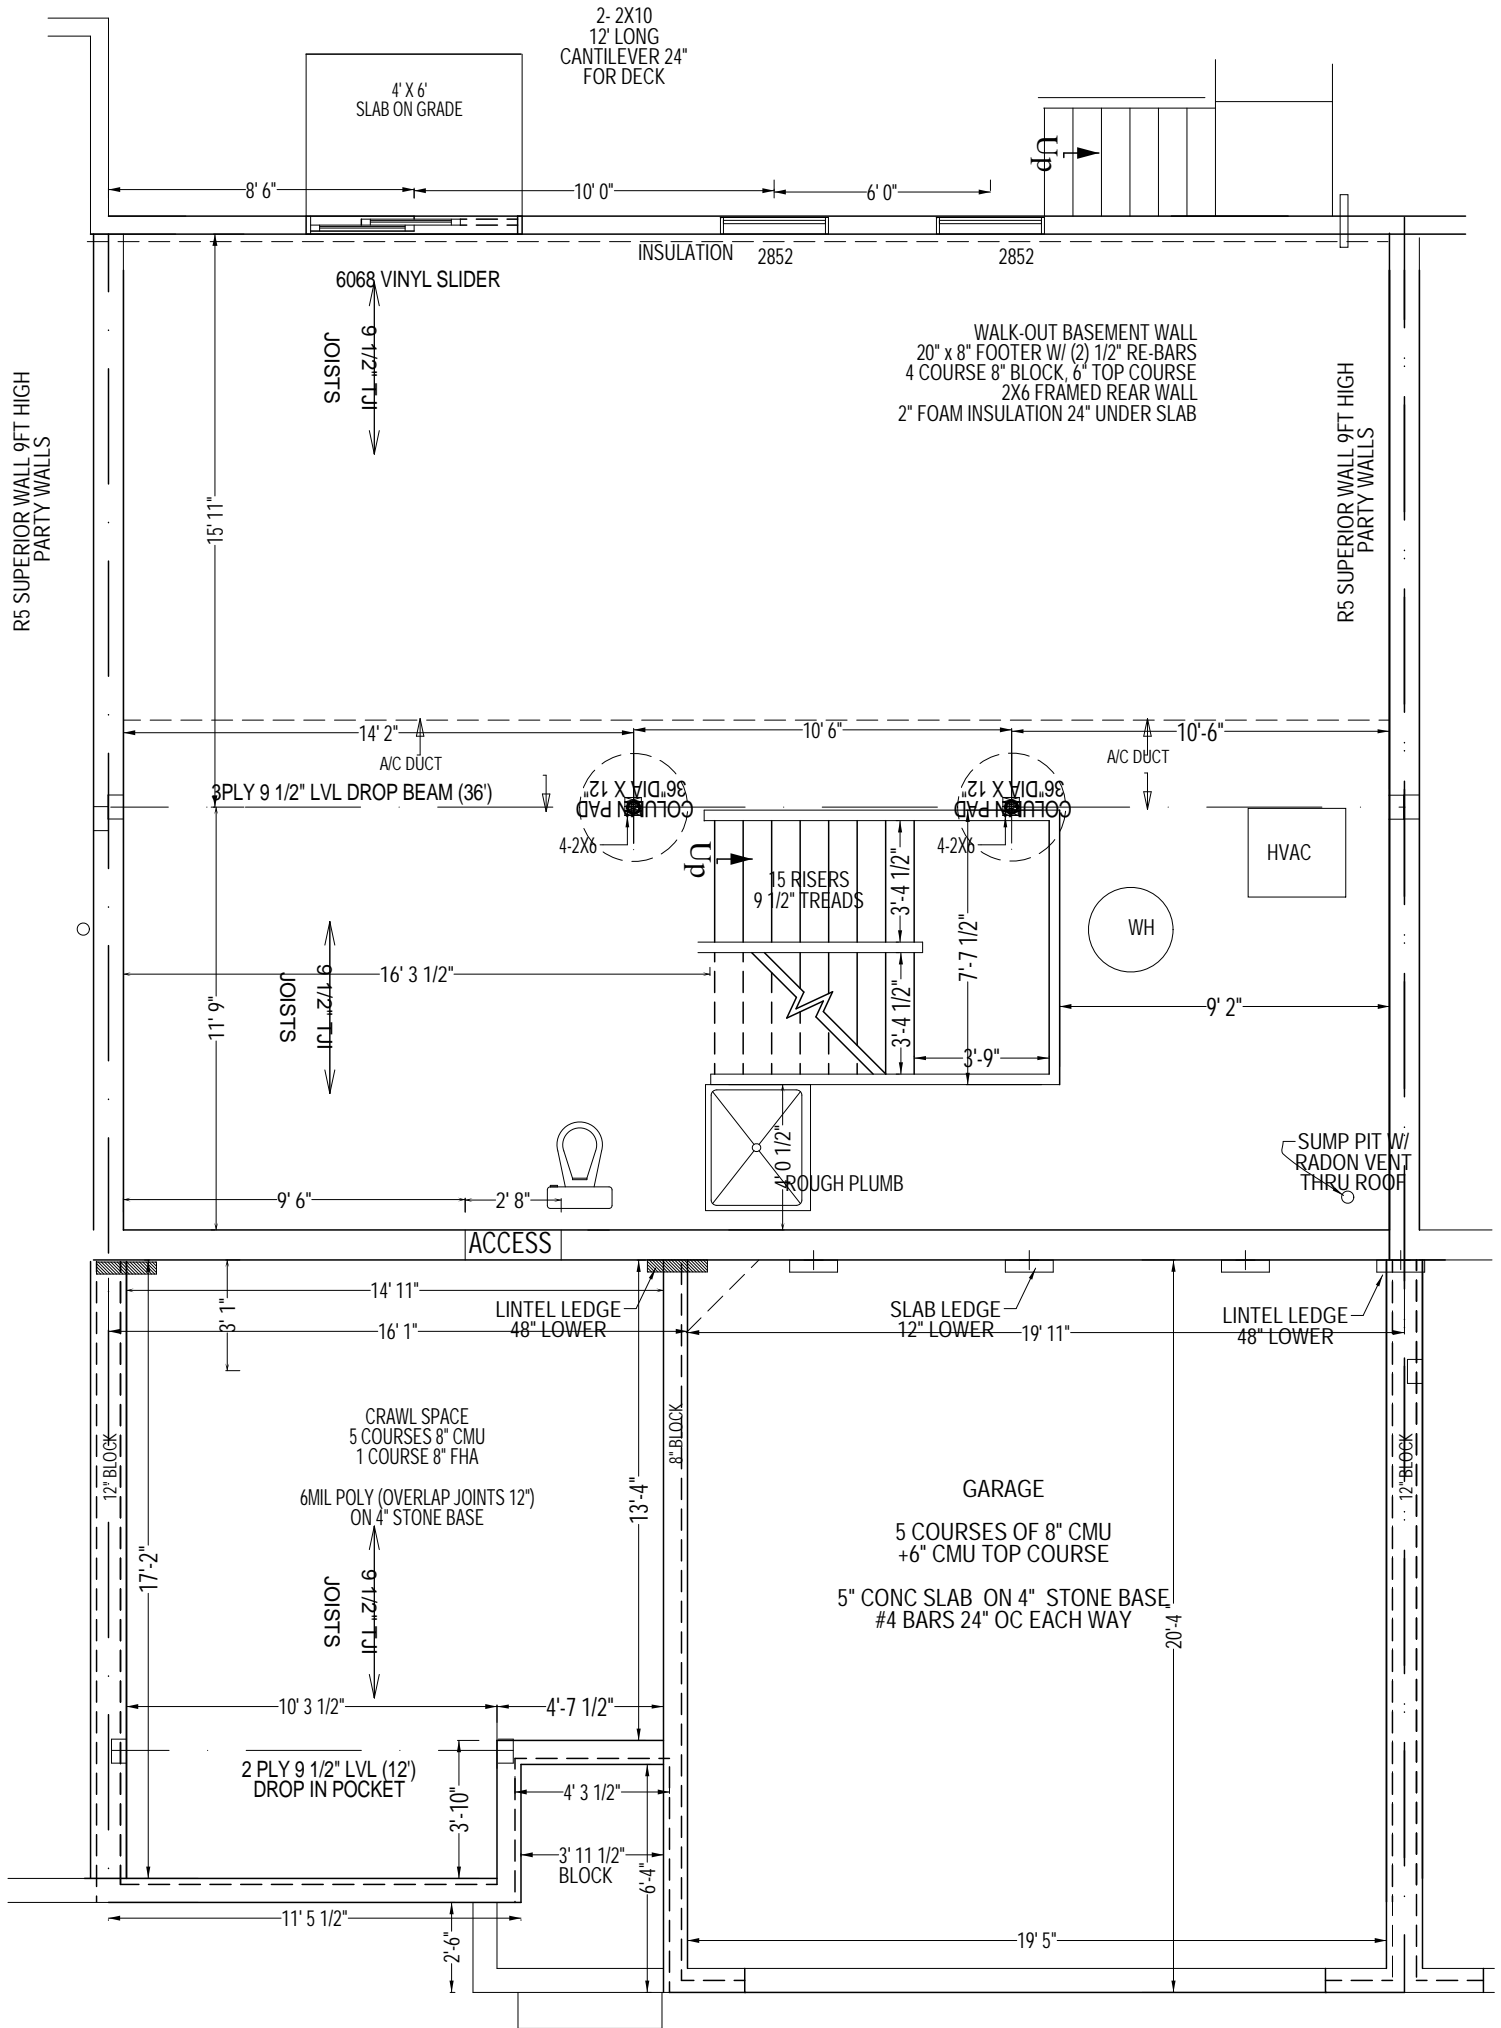 2- 2X10
12' LONG
CANTILEVER 24"
FOR DECK
4' X 6'
SLAB ON GRADE
Up
8' 6"
10' 0"
6' 0"
INSULATION
2852
2852
6068 VINYL SLIDER
9 1/2" TJI
JOISTS
WALK-OUT BASEMENT WALL
20" x 8" FOOTER W/ (2) 1/2" RE-BARS
4 COURSE 8" BLOCK, 6" TOP COURSE
2X6 FRAMED REAR WALL
2" FOAM INSULATION 24" UNDER SLAB
R5 SUPERIOR WALL 9FT HIGH
PARTY WALLS
R5 SUPERIOR WALL 9FT HIGH
PARTY WALLS
15' 11"
14' 2"
10' 6"
10'-6"
A/C DUCT
A/C DUCT
3PLY 9 1/2" LVL DROP BEAM (36')
COLUMN PAD
36"DIA X 12"
COLUMN PAD
36"DIA X 12"
4-2X6
4-2X6
Up
15 RISERS
9 1/2" TREADS
3'-4 1/2"
7'-7 1/2"
HVAC
WH
16' 3 1/2"
9 1/2" TJI
JOISTS
11' 9"
3'-4 1/2"
3'-9"
9' 2"
4' 0 1/2"
ROUGH PLUMB
SUMP PIT W/
RADON VENT
THRU ROOF
9' 6"
2' 8"
ACCESS
14' 11"
3' 1"
16' 1"
LINTEL LEDGE
48" LOWER
SLAB LEDGE
12" LOWER
19' 11"
LINTEL LEDGE
48" LOWER
CRAWL SPACE
5 COURSES 8" CMU
1 COURSE 8" FHA
6MIL POLY (OVERLAP JOINTS 12")
ON 4" STONE BASE
12" BLOCK
8" BLOCK
12" BLOCK
13'-4"
17'-2"
9 1/2" TJI
JOISTS
GARAGE
5 COURSES OF 8" CMU
+6" CMU TOP COURSE
5" CONC SLAB ON 4" STONE BASE
#4 BARS 24" OC EACH WAY
20'-4"
10' 3 1/2"
4'-7 1/2"
2 PLY 9 1/2" LVL (12')
DROP IN POCKET
3'-10"
4' 3 1/2"
3' 11 1/2"
BLOCK
6'-4"
11' 5 1/2"
2'-6"
19' 5"